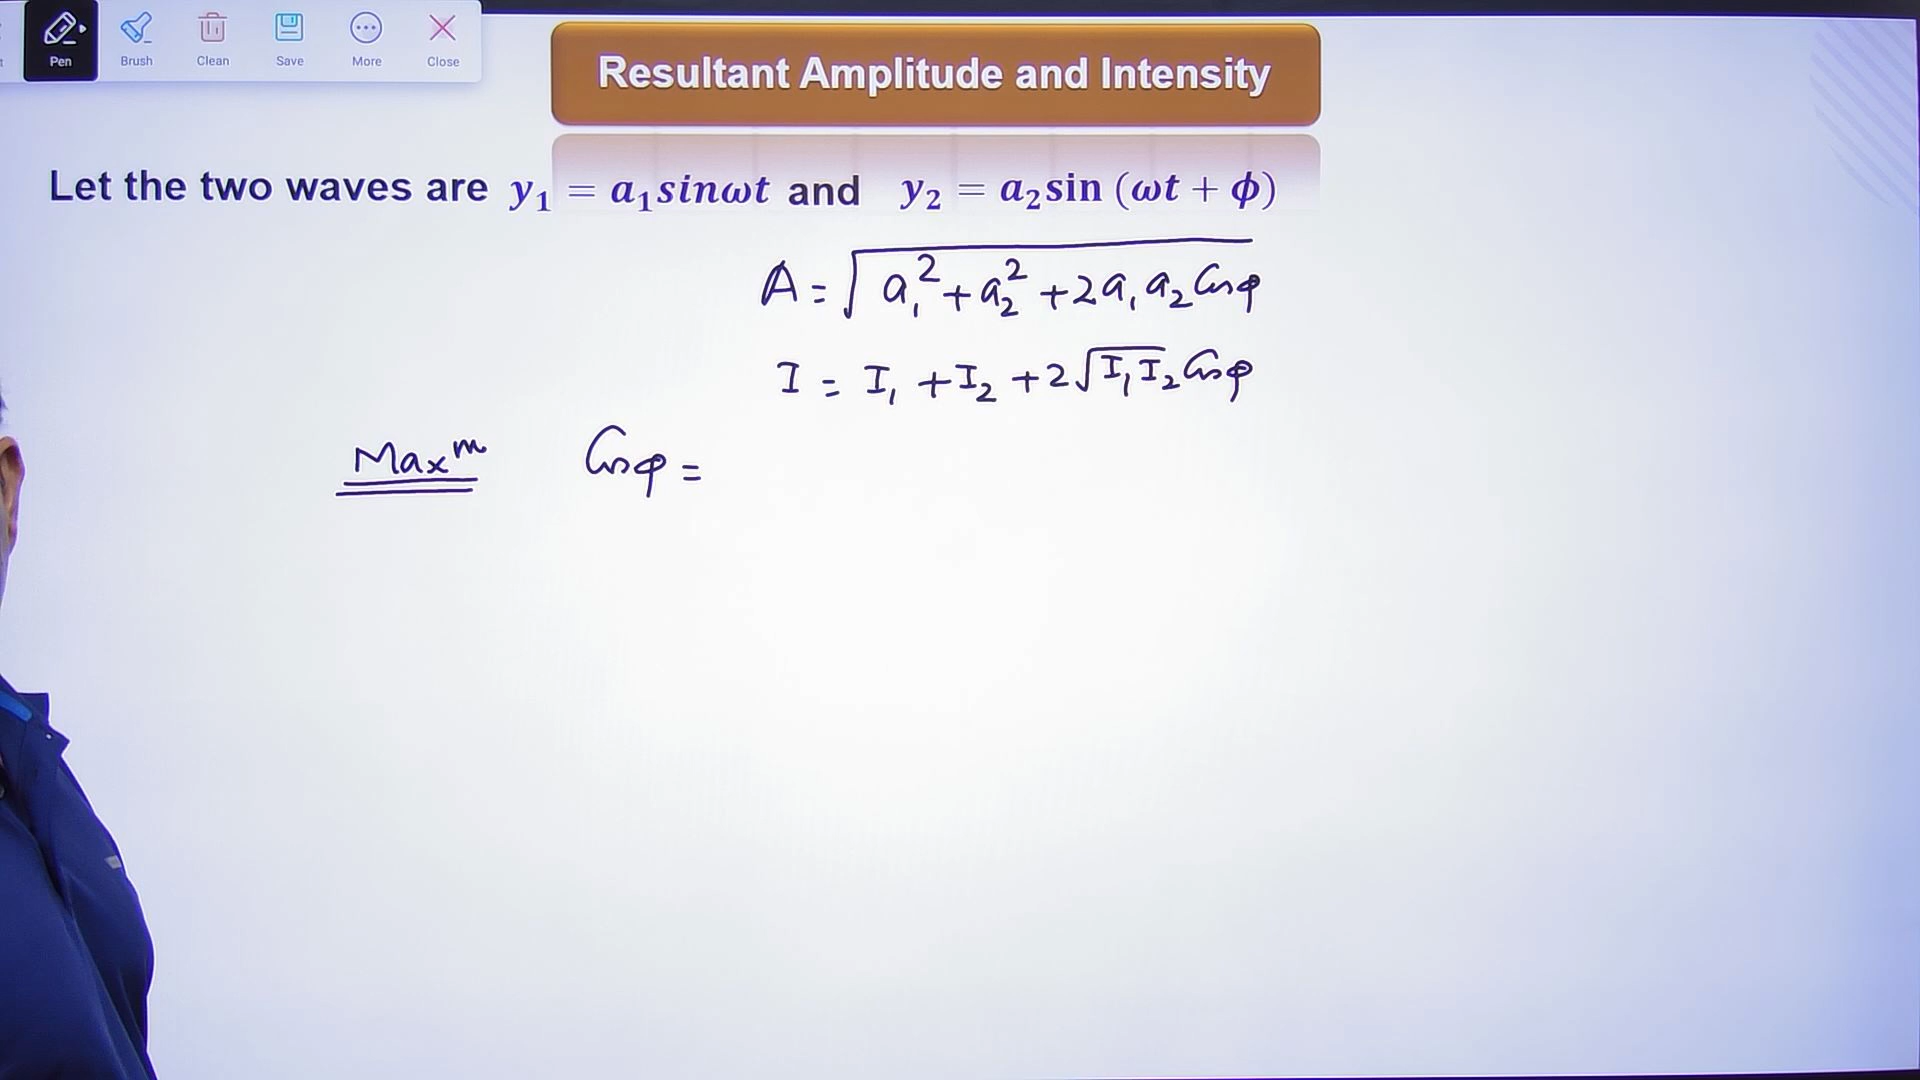 Pen Brush Clean Save More Close
Resultant Amplitude and Intensity
Let the two waves are y₁ = a₁sinωt and y₂ = a₂sin (ωt + ϕ)
A = √(a₁² + a₂² + 2a₁a₂Cosφ)
I = I₁ + I₂ + 2√(I₁I₂) Cosφ
Maxᵐ Cosφ =